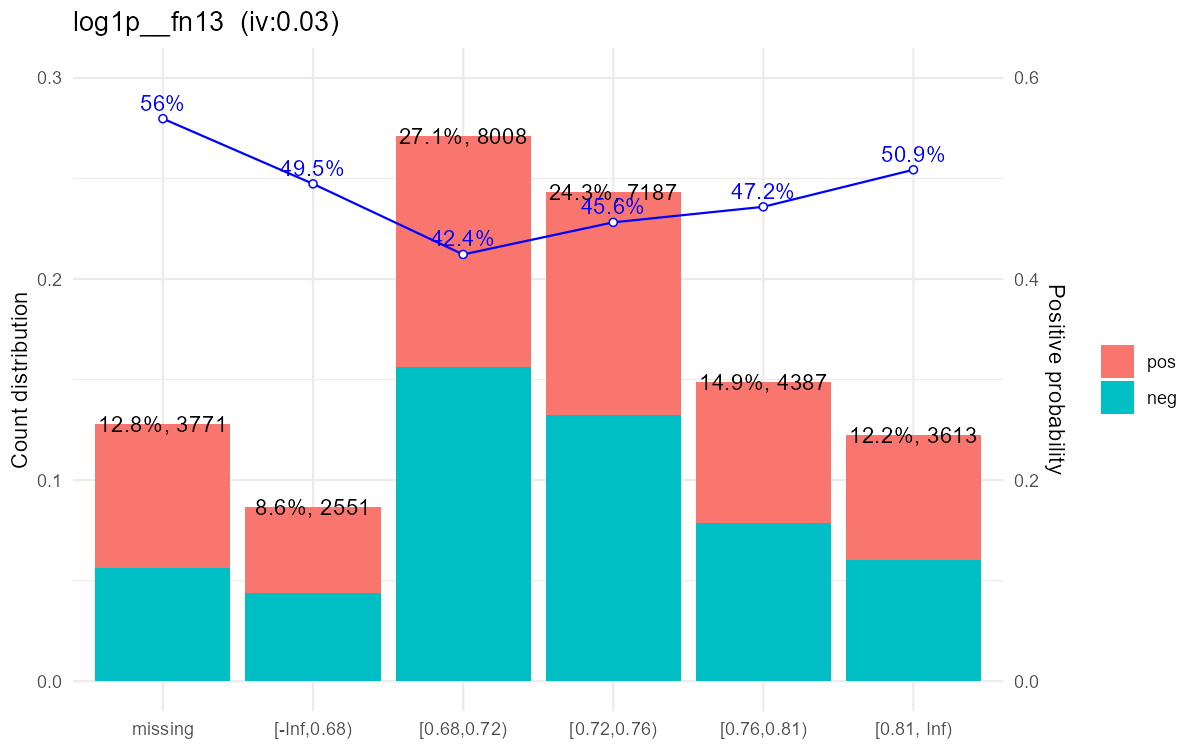 log1p__fn13  (iv:0.03)
Count distribution
0.3
0.2
0.1
0.0
56%
49.5%
42.4%
45.6%
47.2%
50.9%
12.8%, 3771
8.6%, 2551
27.1%, 8008
24.3%, 7187
14.9%, 4387
12.2%, 3613
missing
[-Inf,0.68)
[0.68,0.72)
[0.72,0.76)
[0.76,0.81)
[0.81, Inf)
0.6
0.4
0.2
0.0
Positive probability
pos
neg